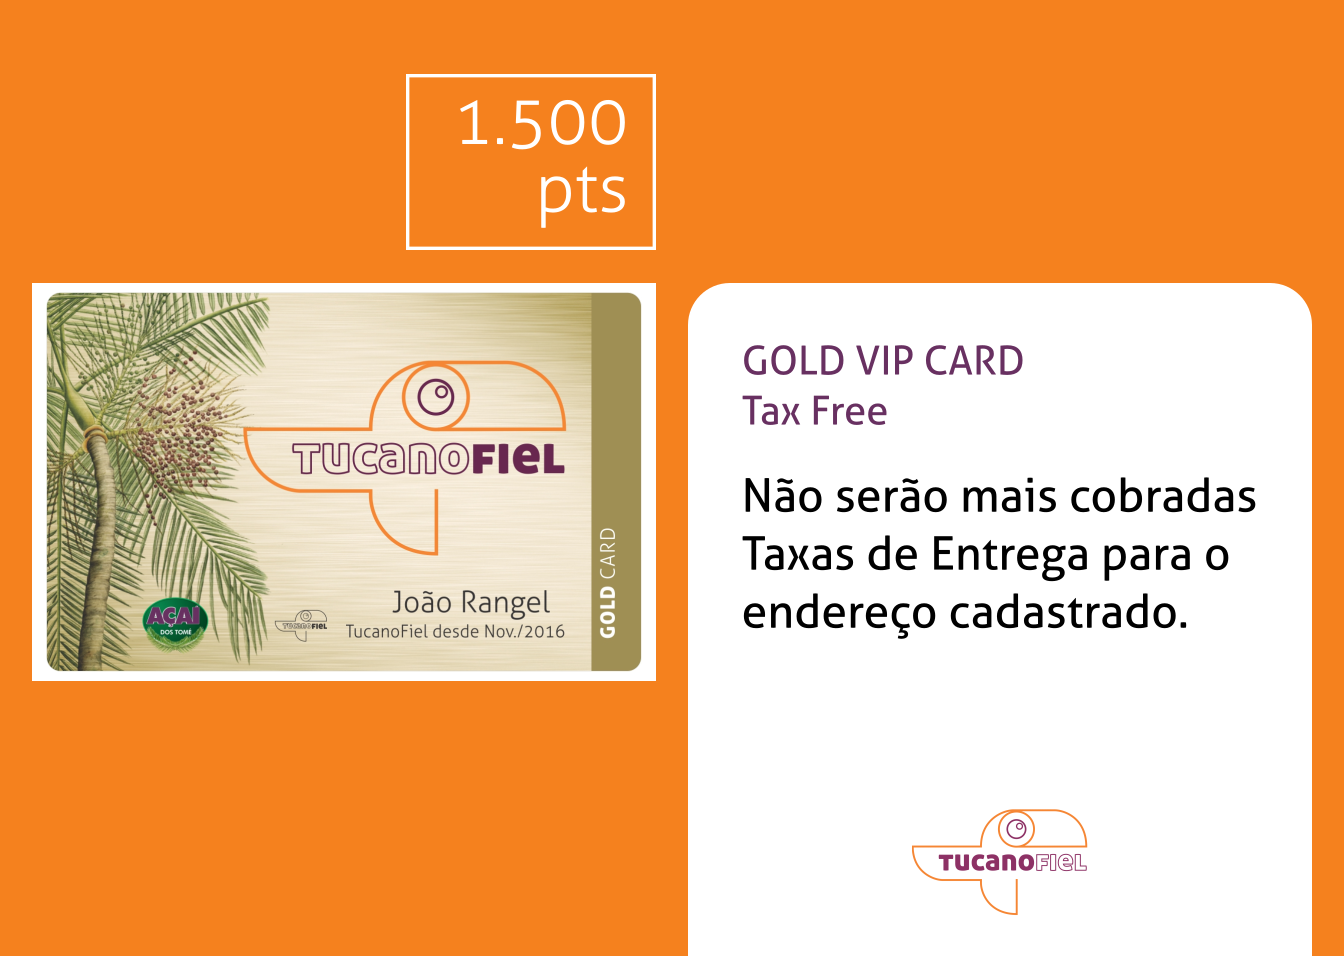 1.500
pts
TUCANOFIEL
João Rangel
TucanoFiel desde Nov./2016
AÇAÍ
DOS TOMÉ
TUCANOFIEL
GOLD CARD
GOLD VIP CARD
Tax Free
Não serão mais cobradas
Taxas de Entrega para o
endereço cadastrado.
TUCANOFIEL